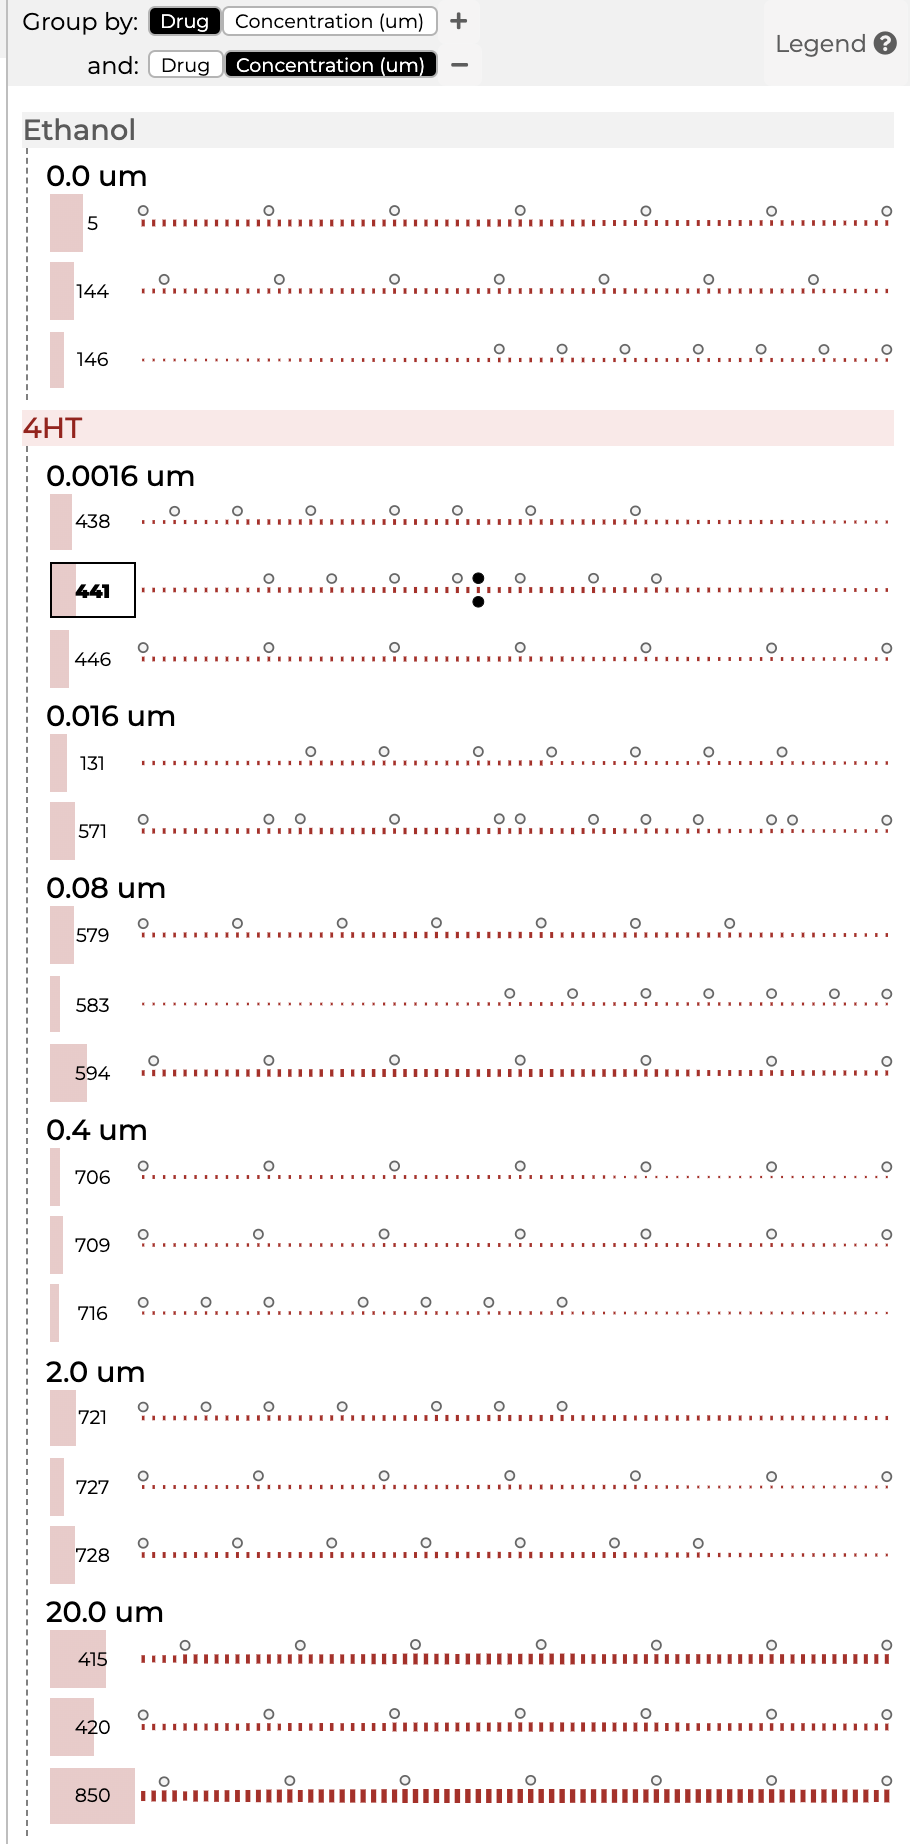 Group by: Drug Concentration (um) +
and: Drug Concentration (um) −
Legend ?
Ethanol
0.0 um
5
144
146
4HT
0.0016 um
438
441
446
0.016 um
131
571
0.08 um
579
583
594
0.4 um
706
709
716
2.0 um
721
727
728
20.0 um
415
420
850